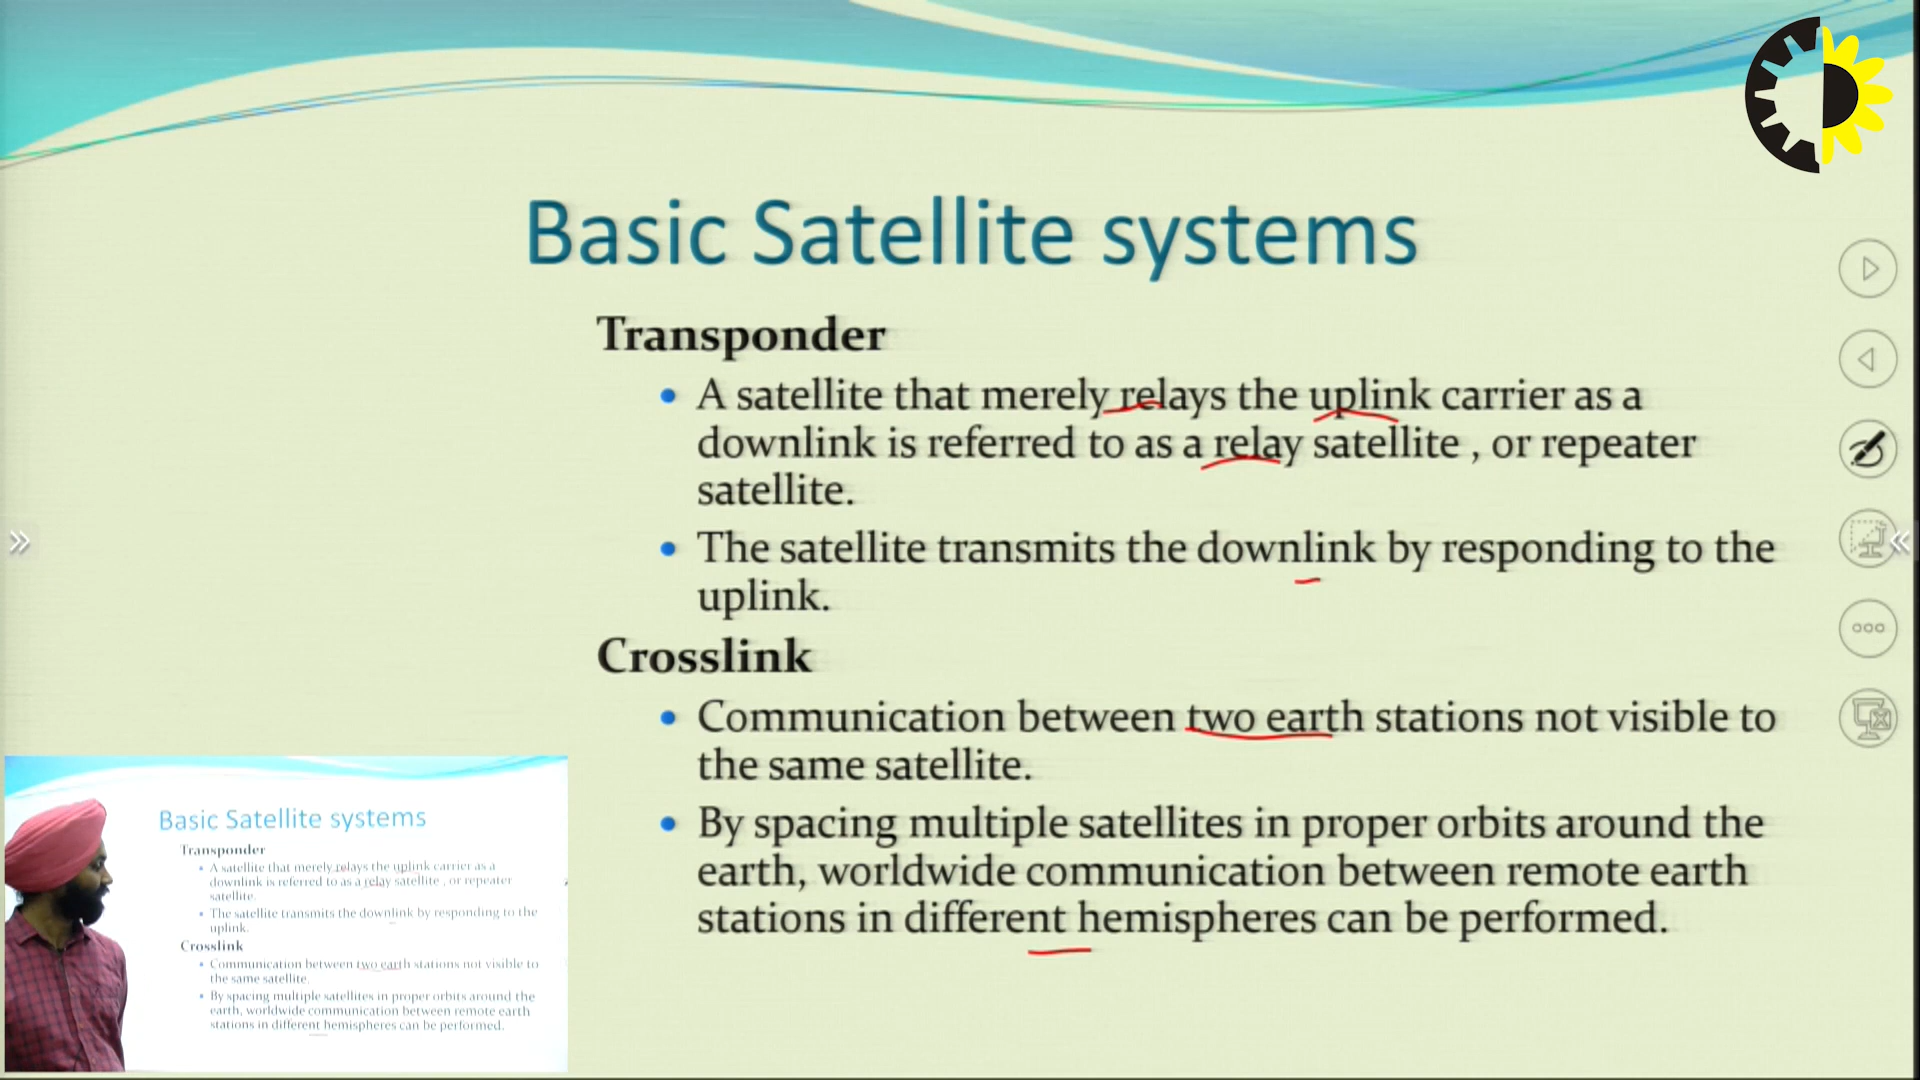 Basic Satellite systems
Transponder
• A satellite that merely relays the uplink carrier as a
downlink is referred to as a relay satellite , or repeater
satellite.
• The satellite transmits the downlink by responding to the
uplink.
Crosslink
• Communication between two earth stations not visible to
the same satellite.
• By spacing multiple satellites in proper orbits around the
earth, worldwide communication between remote earth
stations in different hemispheres can be performed.
Basic Satellite systems
Transponder
• A satellite that merely relays the uplink carrier as a
downlink is referred to as a relay satellite , or repeater
satellite.
• The satellite transmits the downlink by responding to the
uplink.
Crosslink
• Communication between two earth stations not visible to
the same satellite.
• By spacing multiple satellites in proper orbits around the
earth, worldwide communication between remote earth
stations in different hemispheres can be performed.